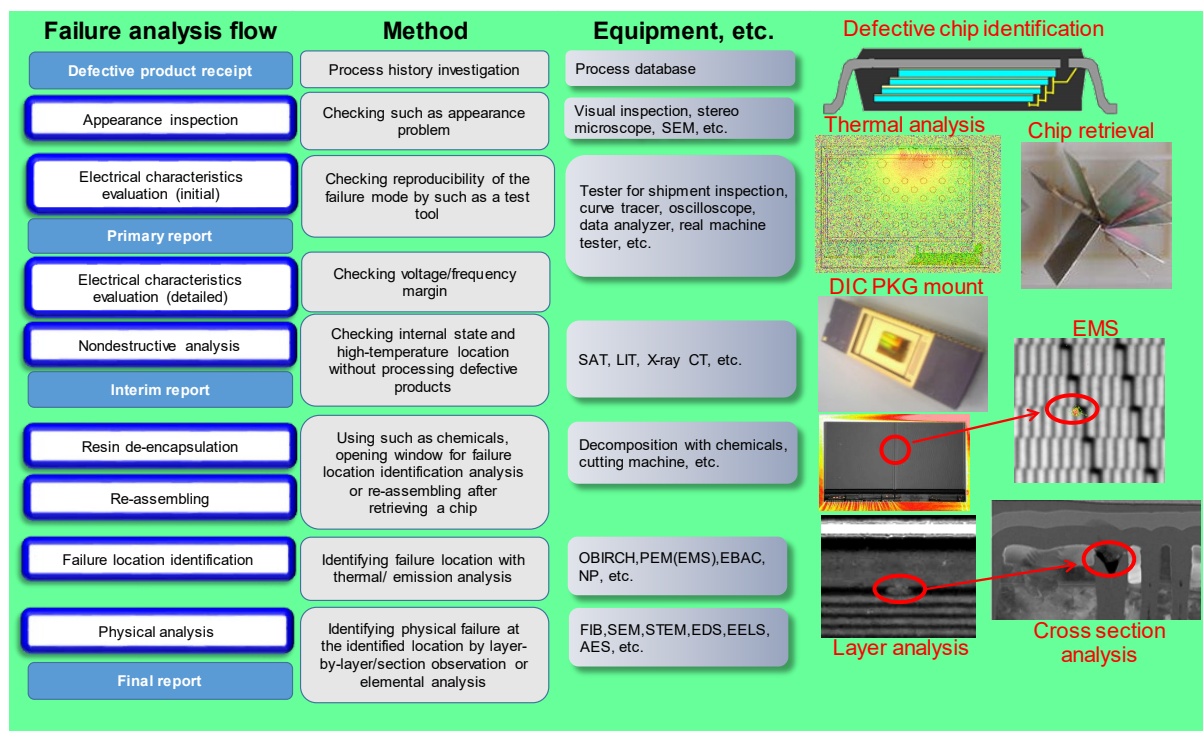 Failure analysis flow
Method
Equipment, etc.
Defective product receipt
Process history investigation
Process database
Appearance inspection
Checking such as appearance
problem
Visual inspection, stereo
microscope, SEM, etc.
Electrical characteristics
evaluation (initial)
Primary report
Checking reproducibility of the
failure mode by such as a test
tool
Tester for shipment inspection,
curve tracer, oscilloscope,
data analyzer, real machine
tester, etc.
Electrical characteristics
evaluation (detailed)
Checking voltage/frequency
margin
Nondestructive analysis
Interim report
Checking internal state and
high-temperature location
without processing defective
products
SAT, LIT, X-ray CT, etc.
Resin de-encapsulation
Re-assembling
Using such as chemicals,
opening window for failure
location identification analysis
or re-assembling after
retrieving a chip
Decomposition with chemicals,
cutting machine, etc.
Failure location identification
Identifying failure location with
thermal/ emission analysis
OBIRCH,PEM(EMS),EBAC,
NP, etc.
Physical analysis
Final report
Identifying physical failure at
the identified location by layer-
by-layer/section observation or
elemental analysis
FIB,SEM,STEM,EDS,EELS,
AES, etc.
Defective chip identification
Thermal analysis
Chip retrieval
DIC PKG mount
EMS
Layer analysis
Cross section
analysis